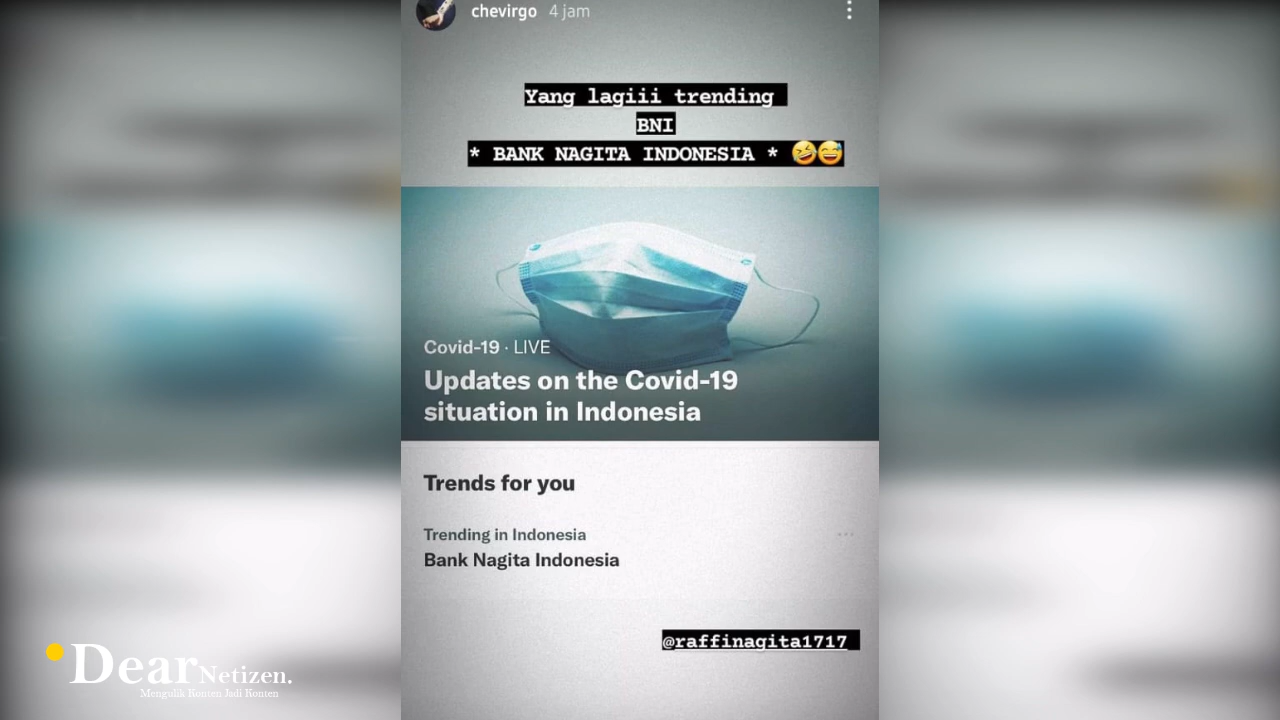 chevirgo 4 jam
Yang lagiii trending
BNI
* BANK NAGITA INDONESIA * 🤣😅
Covid-19 · LIVE
Updates on the Covid-19
situation in Indonesia
Trends for you
Trending in Indonesia
Bank Nagita Indonesia
@raffinagita1717
Dear Netizen.
Mengulik Konten Jadi Konten